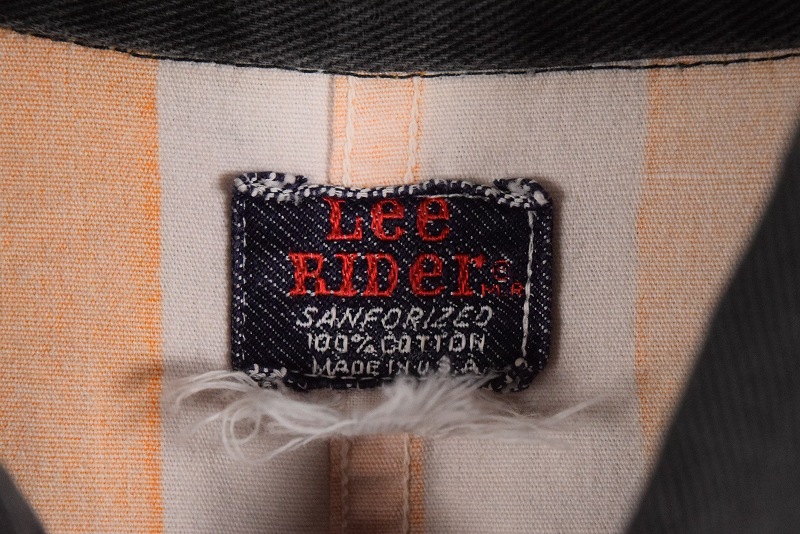 Lee
RIDers
SANFORIZED
100% COTTON
MADE IN U.S.A